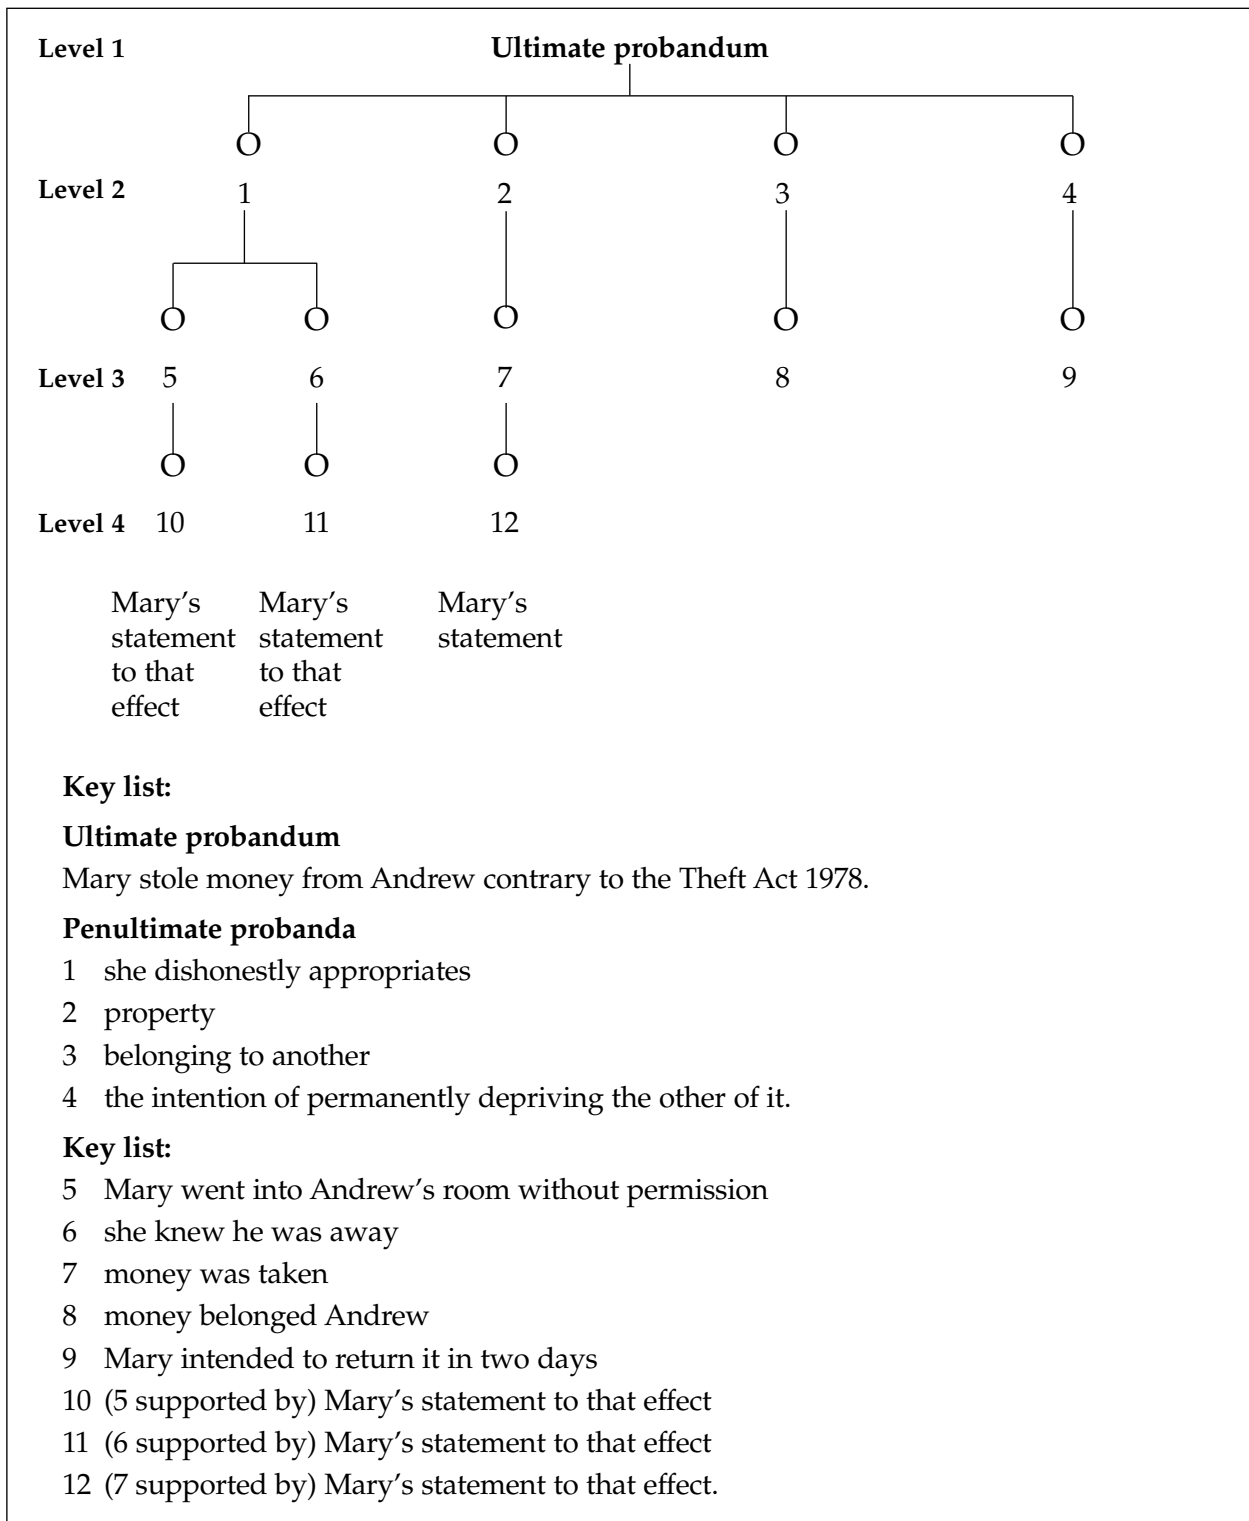 Level 1 Ultimate probandum
O O O O
Level 2 1 2 3 4
O O O O O
Level 3 5 6 7 8 9
O O O
Level 4 10 11 12
Mary’s Mary’s Mary’s
statement statement statement
to that to that
effect effect
Key list:
Ultimate probandum
Mary stole money from Andrew contrary to the Theft Act 1978.
Penultimate probanda
1 she dishonestly appropriates
2 property
3 belonging to another
4 the intention of permanently depriving the other of it.
Key list:
5 Mary went into Andrew’s room without permission
6 she knew he was away
7 money was taken
8 money belonged Andrew
9 Mary intended to return it in two days
10 (5 supported by) Mary’s statement to that effect
11 (6 supported by) Mary’s statement to that effect
12 (7 supported by) Mary’s statement to that effect.